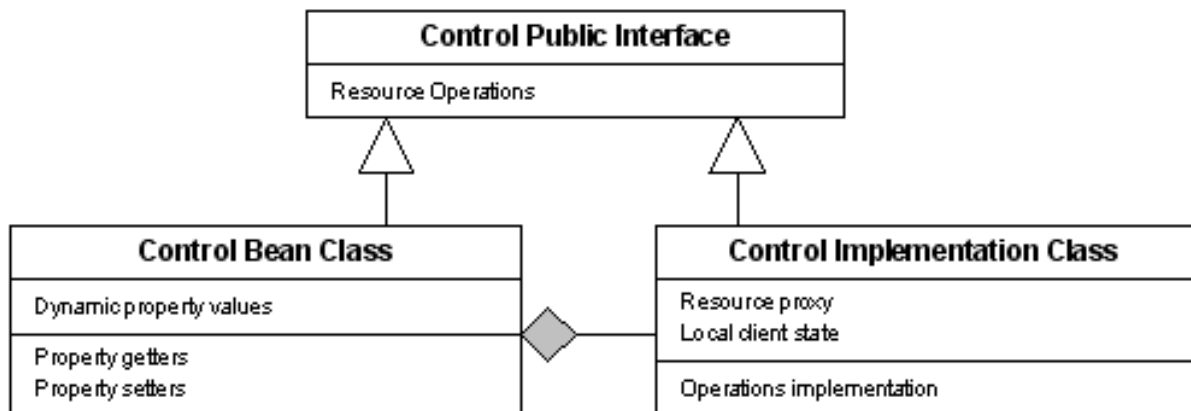 Control Public Interface
Resource Operations
Control Bean Class
Dynamic property values
Property getters
Property setters
Control Implementation Class
Resource proxy
Local client state
Operations implementation